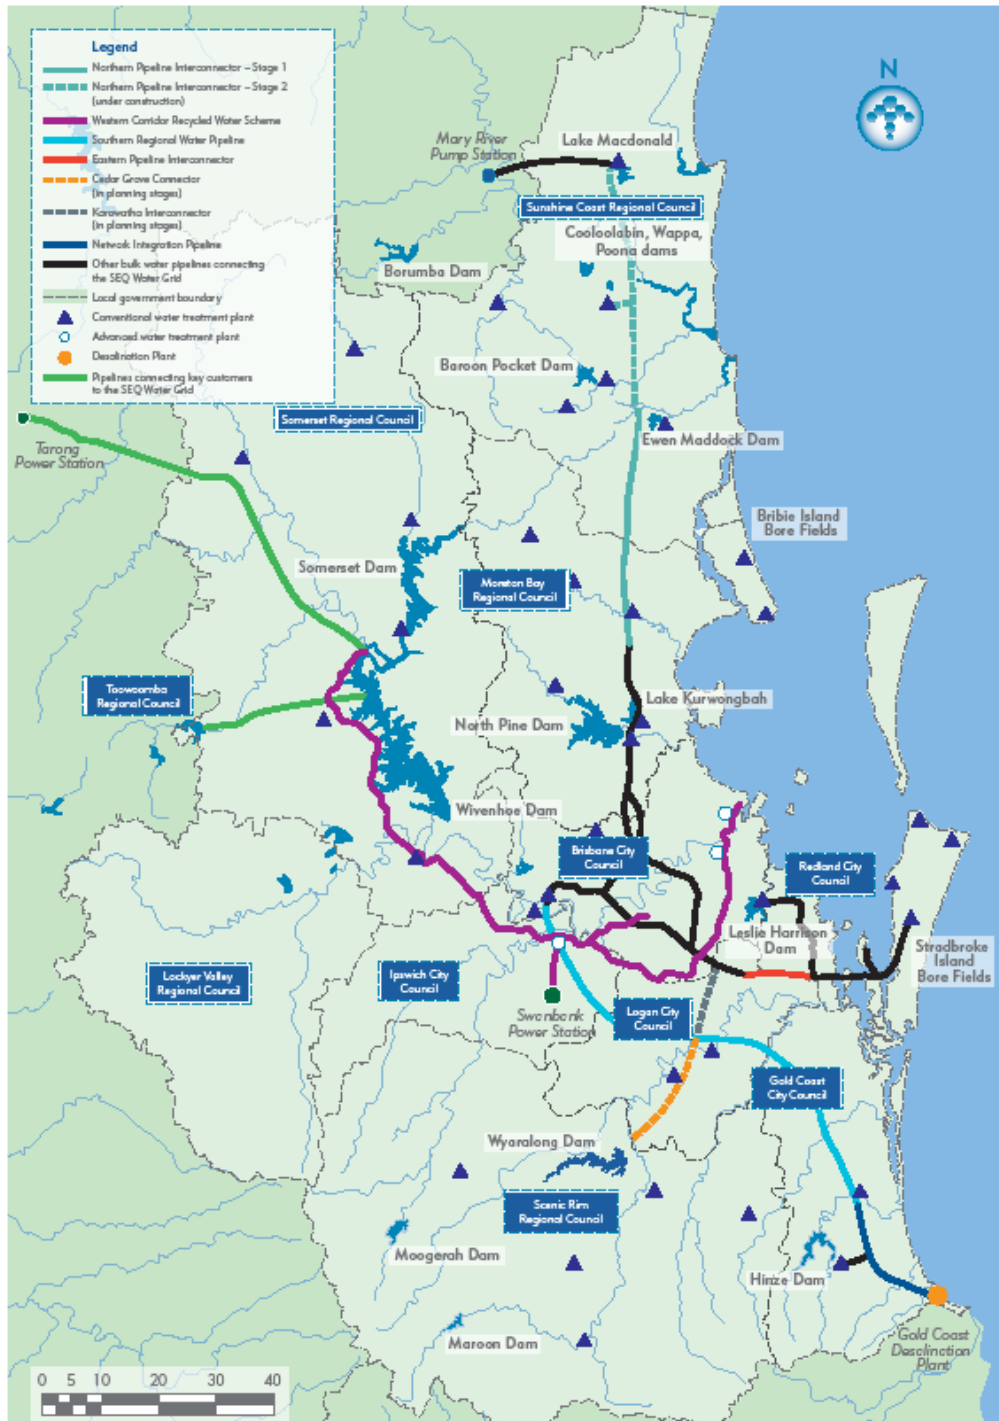 Legend
Northern Pipeline Interconnector – Stage 1
Northern Pipeline Interconnector – Stage 2
(under construction)
Western Corridor Recycled Water Scheme
Southern Regional Water Pipeline
Eastern Pipeline Interconnector
Cedar Grove Connector
(in planning stages)
Karawatha Interconnector
(in planning stages)
Network Integration Pipeline
Other bulk water pipelines connecting
the SEQ Water Grid
Local government boundary
Conventional water treatment plant
Advanced water treatment plant
Desalination Plant
Pipelines connecting key customers
to the SEQ Water Grid
N
Mary River
Pump Station
Lake Macdonald
Sunshine Coast Regional Council
Cooloolabin, Wappa,
Poona dams
Borumba Dam
Baroon Pocket Dam
Somerset Regional Council
Ewen Maddock Dam
Tarong
Power Station
Bribie Island
Bore Fields
Somerset Dam
Moreton Bay
Regional Council
Toowoomba
Regional Council
Lake Kurwongbah
North Pine Dam
Wivenhoe Dam
Brisbane City
Council
Redland City
Council
Leslie Harrison
Dam
Stradbroke
Island
Bore Fields
Lockyer Valley
Regional Council
Ipswich City
Council
Swanbank
Power Station
Logan City
Council
Gold Coast
City Council
Wyaralong Dam
Scenic Rim
Regional Council
Moogerah Dam
Hinze Dam
Maroon Dam
Gold Coast
Desalination
Plant
0 10 20 30 40